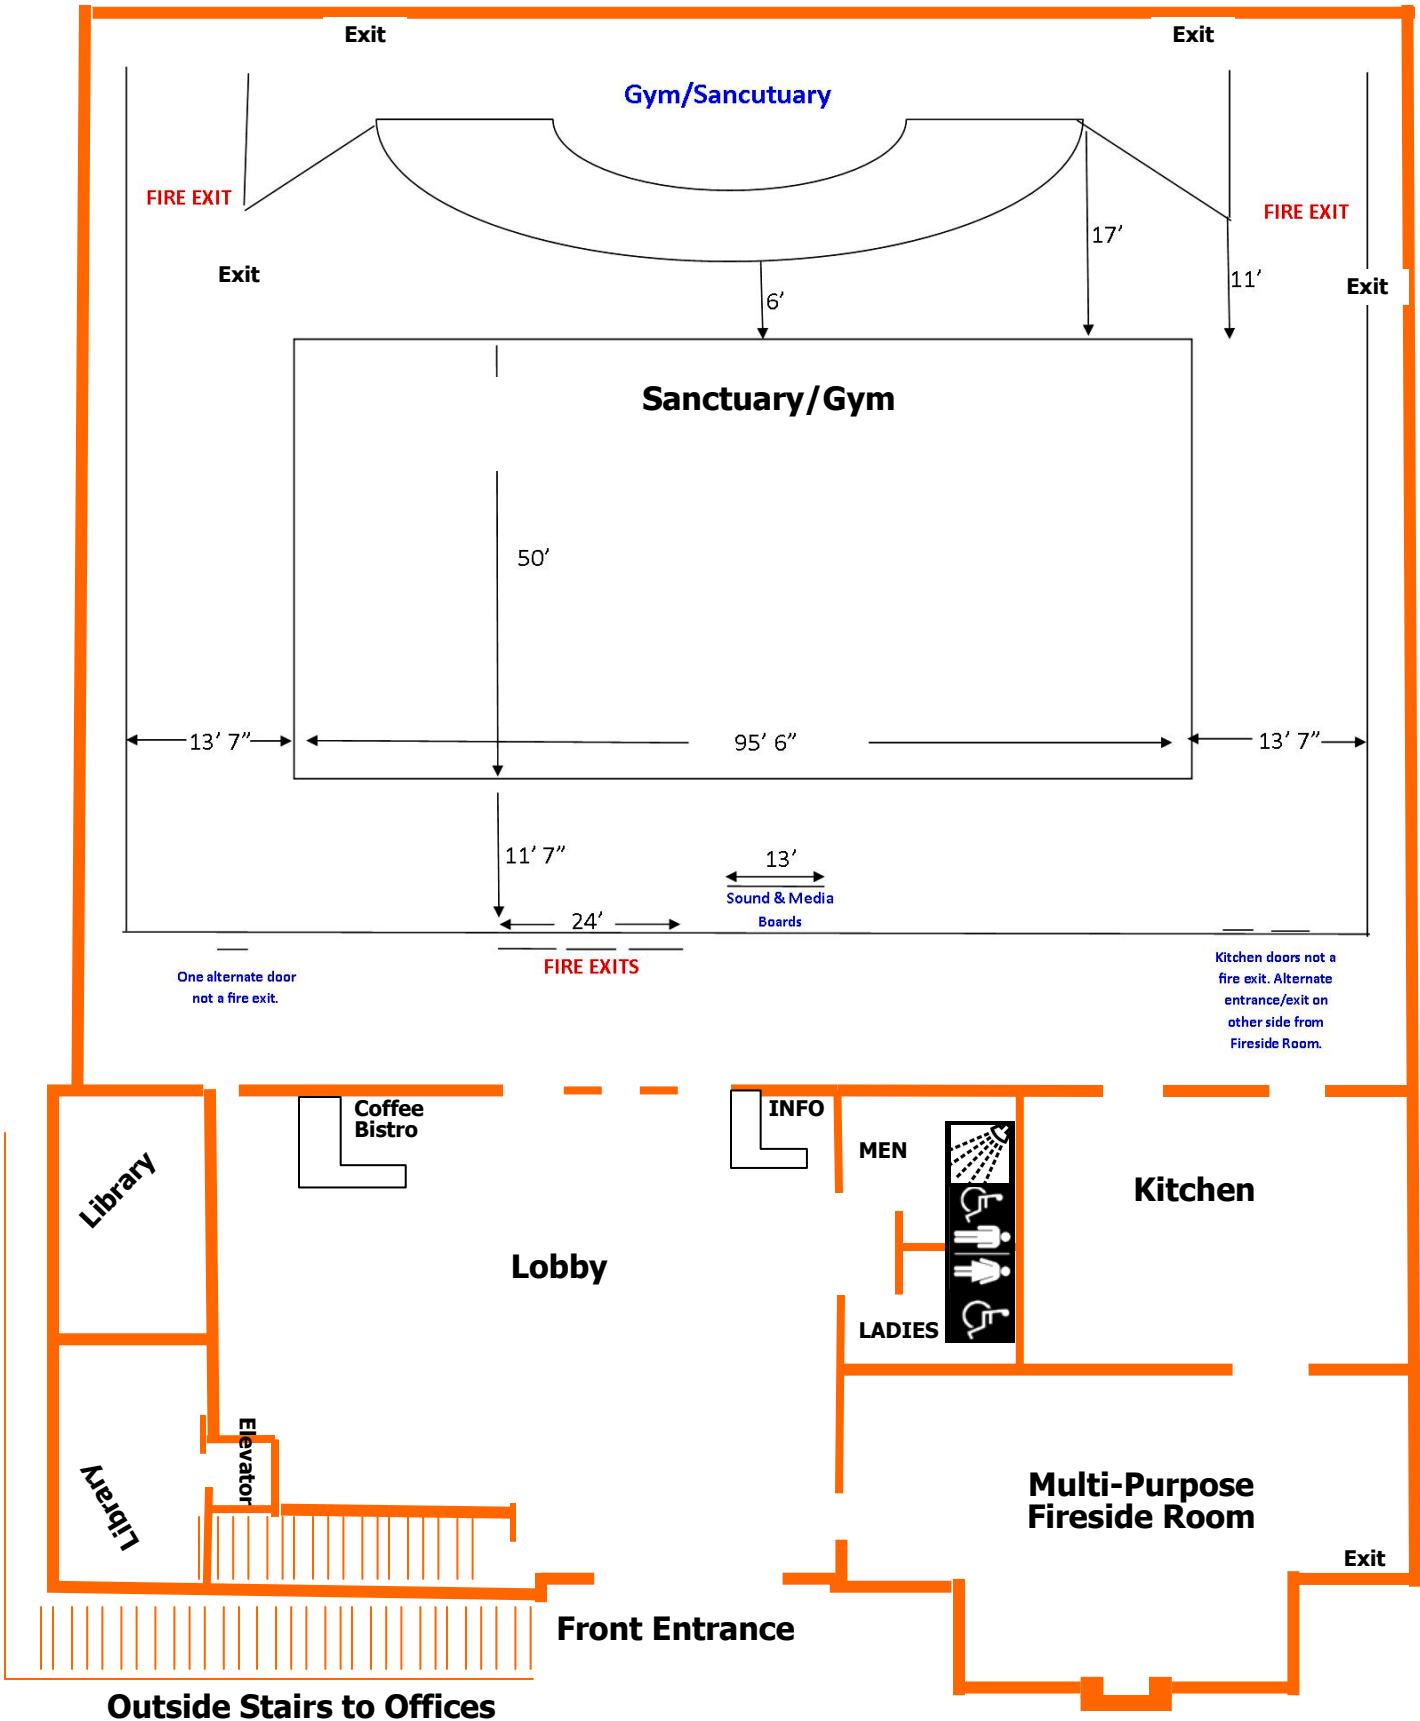 Exit
Exit
Gym/Sancutuary
FIRE EXIT
FIRE EXIT
17’
Exit
11’
Exit
6’
Sanctuary/Gym
50’
13’ 7”
95’ 6”
13’ 7”
11’ 7”
13’
Sound & Media
Boards
24’
FIRE EXITS
One alternate door
not a fire exit.
Kitchen doors not a
fire exit. Alternate
entrance/exit on
other side from
Fireside Room.
Coffee
Bistro
INFO
MEN
Library
Kitchen
Lobby
LADIES
Elevator
Library
Multi-Purpose
Fireside Room
Exit
Front Entrance
Outside Stairs to Offices